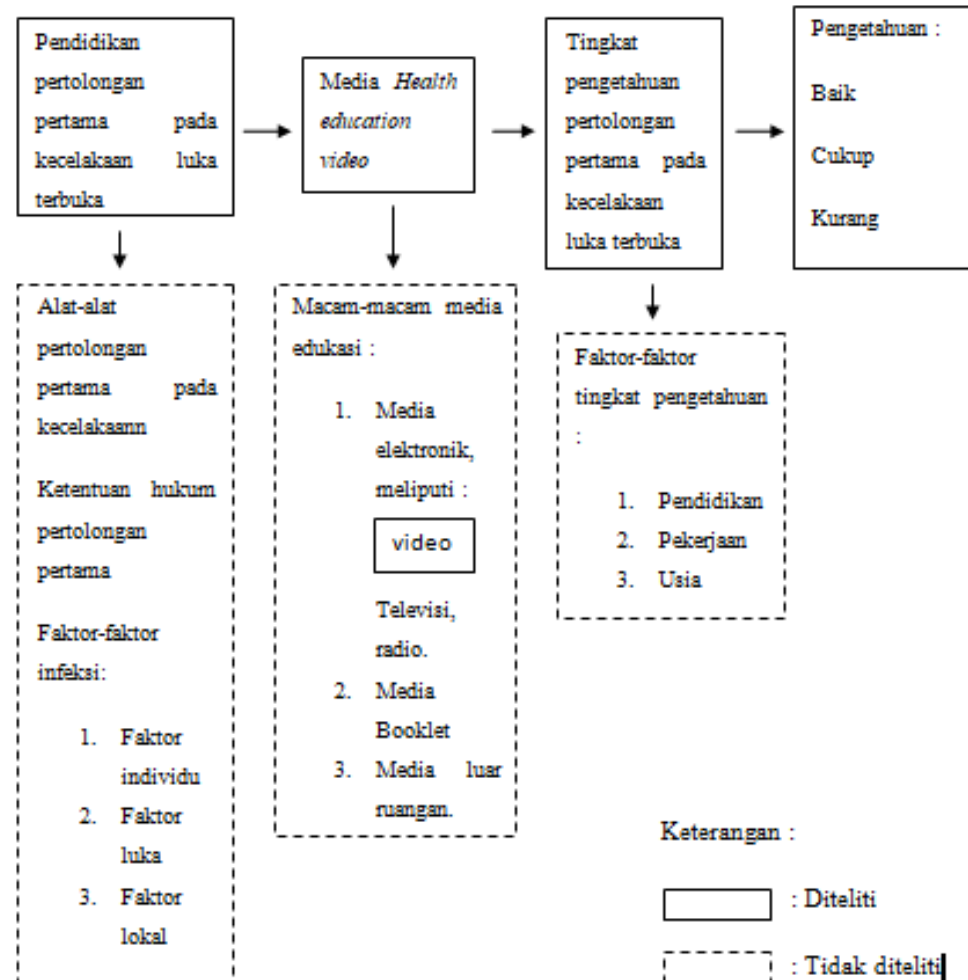 Pendidikan
pertolongan
pertama pada
kecelakaan luka
terbuka
Media Health
education
video
Tingkat
pengetahuan
pertolongan
pertama pada
kecelakaan
luka terbuka
Pengetahuan :
Baik
Cukup
Kurang
Alat-alat
pertolongan
pertama pada
kecelakaann
Ketentuan hukum
pertolongan
pertama
Faktor-faktor
infeksi:
1. Faktor
individu
2. Faktor
luka
3. Faktor
lokal
Macam-macam media
edukasi :
1. Media
elektronik,
meliputi :
video
Televisi,
radio.
2. Media
Booklet
3. Media luar
ruangan.
Faktor-faktor
tingkat pengetahuan
:
1. Pendidikan
2. Pekerjaan
3. Usia
Keterangan :
: Diteliti
: Tidak diteliti